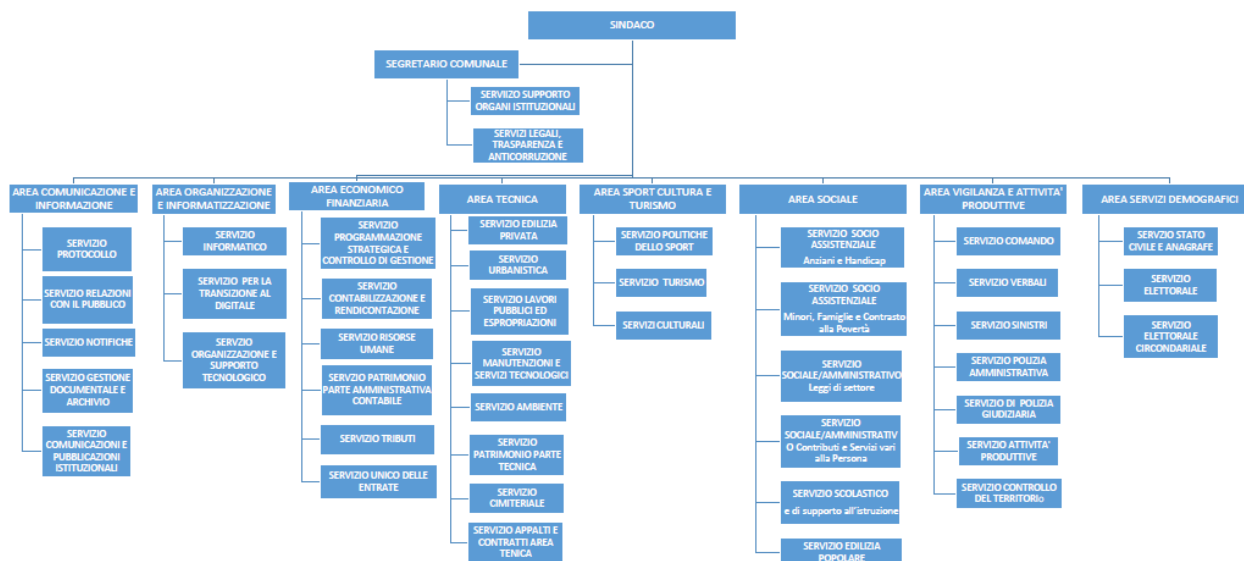 SINDACO
SEGRETARIO COMUNALE
SERVIIZO SUPPORTO
ORGANI ISTITUZIONALI
SERVIZI LEGALI,
TRASPARENZA E
ANTICORRUZIONE
AREA COMUNICAZIONE E
INFORMAZIONE
SERVIZIO
PROTOCOLLO
SERVIZIO RELAZIONI
CON IL PUBBLICO
SERVIZIO NOTIFICHE
SERVIZIO GESTIONE
DOCUMENTALE E
ARCHIVIO
SERVIZIO
COMUNICAZIONI E
PUBBLICAZIONI
ISTITUZIONALI
AREA ORGANIZZAZIONE
E INFORMATIZZAZIONE
SERVIZIO
INFORMATICO
SERVIZIO PER LA
TRANSIZIONE AL
DIGITALE
SERVZIO
ORGANIZZAZIONE E
SUPPORTO
TECNOLOGICO
AREA ECONOMICO
FINANZIARIA
SERVIZIO
PROGRAMMAZIONE
STRATEGICA E
CONTROLLO DI GESTIONE
SERVIZIO
CONTABILIZZAZIONE E
RENDICONTAZIONE
SERVIZIO RISORSE
UMANE
SERVZIO PATRIMONIO
PARTE AMMINISTRATIVA
CONTABILE
SERVIZIO TRIBUTI
SERVIZIO UNICO DELLE
ENTRATE
AREA TECNICA
SERVIZIO EDILIZIA
PRIVATA
SERVIZIO
URBANISTICA
SERVIZIO LAVORI
PUBBLICI ED
ESPROPRIAZIONI
SERVIZIO
MANUTENZIONI E
SERVIZI TECNOLOGICI
SERVIZIO AMBIENTE
SERVIZIO
PATRIMONIO PARTE
TECNICA
SERVIZIO
CIMITERIALE
SERVIZIO APPALTI E
CONTRATTI AREA
TENICA
AREA SPORT CULTURA E
TURISMO
SERVIZIO POLITICHE
DELLO SPORT
SERVIZIO TURISMO
SERVIZI CULTURALI
AREA SOCIALE
SERVIZIO SOCIO
ASSISTENZIALE
Anziani e Handicap
SERVIZIO SOCIO
ASSISTENZIALE
Minori, Famiglie e Contrasto
alla Povertà
SERVIZIO
SOCIALE/AMMINISTRATIVO
Leggi di settore
SERVIZIO
SOCIALE/AMMINISTRATIV
O Contributi e Servizi vari
alla Persona
SERVIZIO SCOLASTICO
e di supporto all'istruzione
SERVIZIO EDILIZIA
POPOLARE
AREA VIGILANZA E ATTIVITA'
PRODUTTIVE
SERVIZIO COMANDO
SERVIZIO VERBALI
SERVIZIO SINISTRI
SERVIZIO POLIZIA
AMMINISTRATIVA
SERVIZIO DI POLIZIA
GIUDIZIARIA
SERVIZIO ATTIVITA'
PRODUTTIVE
SERVIZIO CONTROLLO
DEL TERRITORIo
AREA SERVIZI DEMOGRAFICI
SERVIZIO STATO
CIVILE E ANAGRAFE
SERVIZIO
ELETTORALE
SERVIZIO
ELETTORALE
CIRCONDARIALE